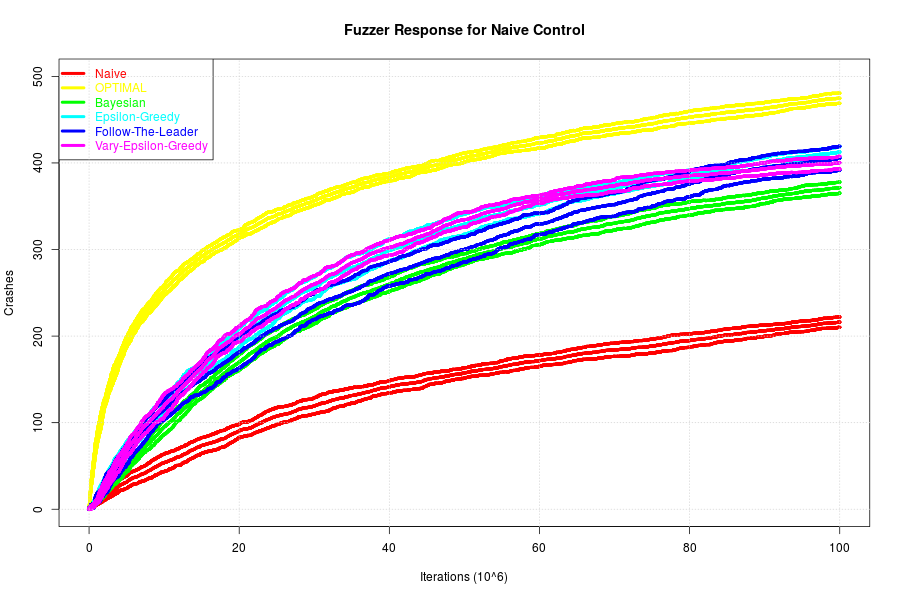 Fuzzer Response for Naive Control
Naive
OPTIMAL
Bayesian
Epsilon-Greedy
Follow-The-Leader
Vary-Epsilon-Greedy
500
400
300
200
100
0
Crashes
0 20 40 60 80 100
Iterations (10^6)